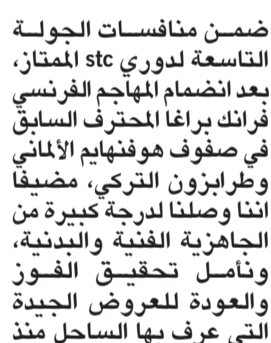 ضمن منافسات الجولة
التاسعة لدوري stc الممتاز،
بعد انضمام المهاجم الفرنسي
فرانك براغا المحترف السابق
في صفوف هوفنهايم الألماني
وطرابزون التركي، مضيفا
اننا وصلنا لدرجة كبيرة من
الجاهزية الفنية والبدنية،
ونأمل تحقيق الفوز
والعودة للعروض الجيدة
التي عرف بها الساحل منذ